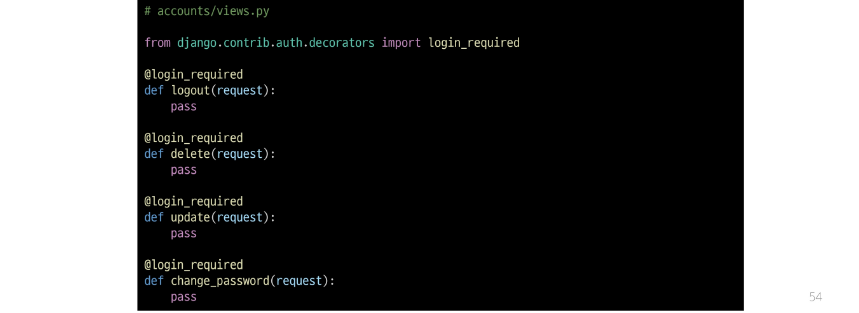 # accounts/views.py
from django.contrib.auth.decorators import login_required
@login_required
def logout(request):
    pass
@login_required
def delete(request):
    pass
@login_required
def update(request):
    pass
@login_required
def change_password(request):
    pass
54